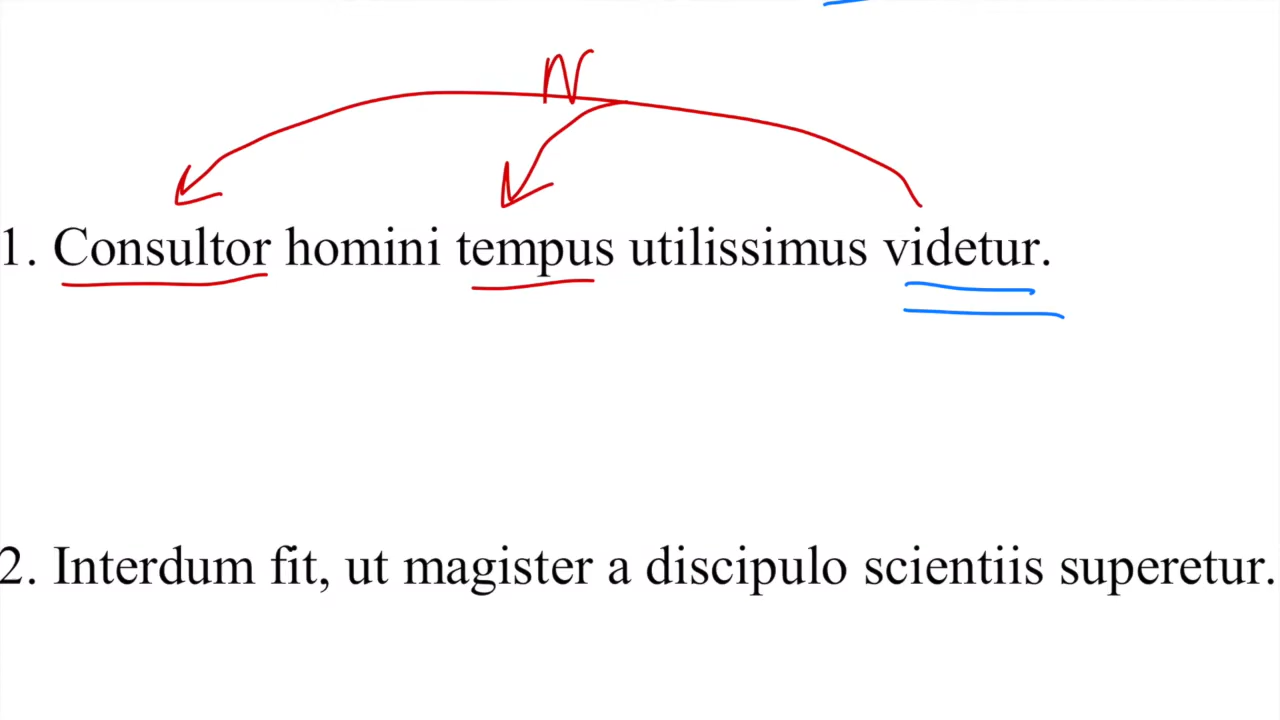 N
1. Consultor homini tempus utilissimus videtur.
2. Interdum fit, ut magister a discipulo scientiis superetur.